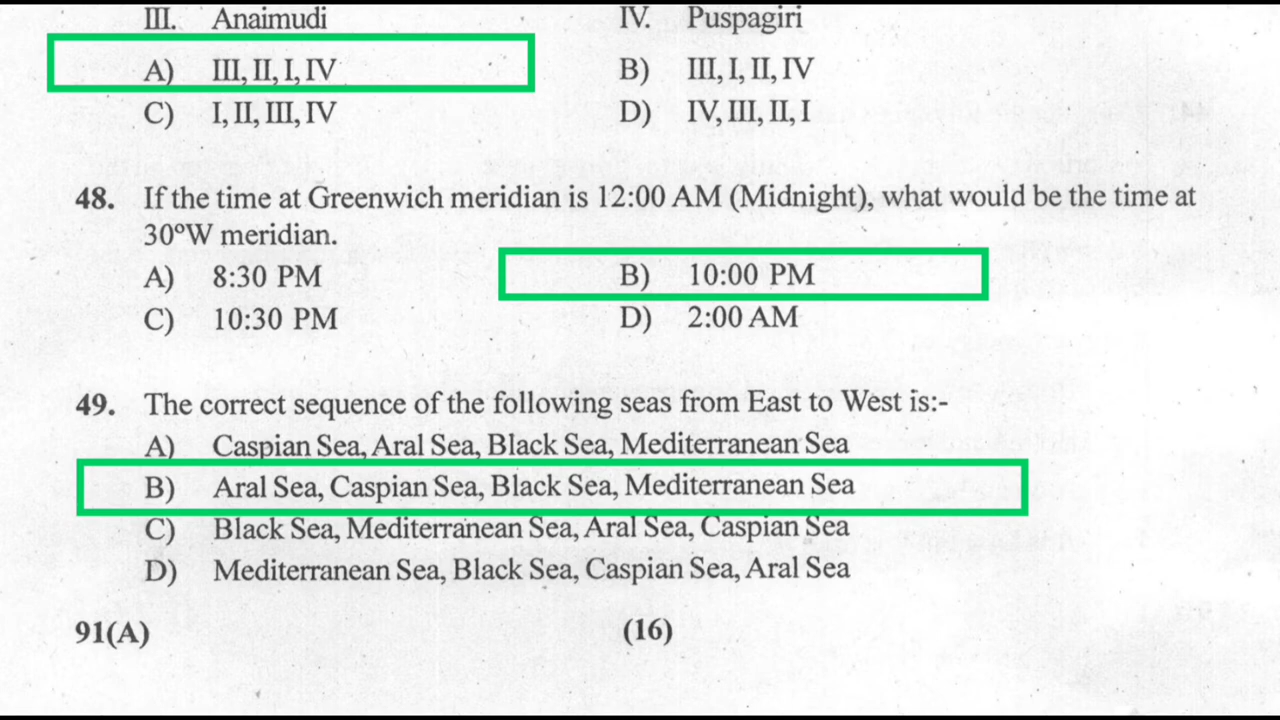 III. Anaimudi IV. Puspagiri
A) III, II, I, IV B) III, I, II, IV
C) I, II, III, IV D) IV, III, II, I
48. If the time at Greenwich meridian is 12:00 AM (Midnight), what would be the time at
30°W meridian.
A) 8:30 PM B) 10:00 PM
C) 10:30 PM D) 2:00 AM
49. The correct sequence of the following seas from East to West is:-
A) Caspian Sea, Aral Sea, Black Sea, Mediterranean Sea
B) Aral Sea, Caspian Sea, Black Sea, Mediterranean Sea
C) Black Sea, Mediterranean Sea, Aral Sea, Caspian Sea
D) Mediterranean Sea, Black Sea, Caspian Sea, Aral Sea
91(A) (16)